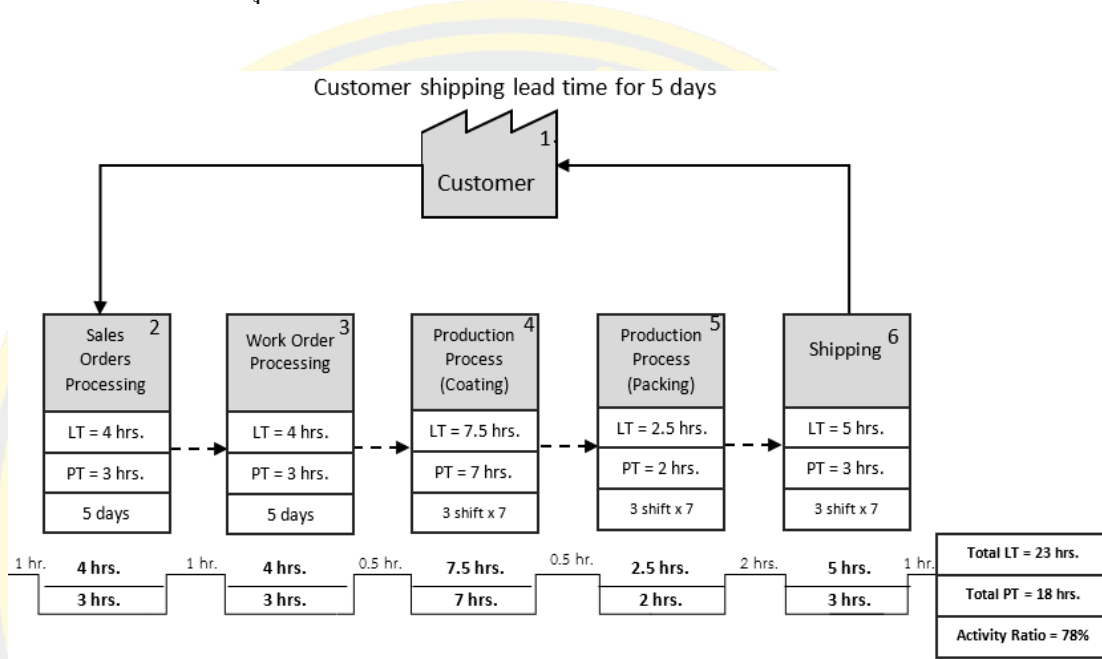 Customer shipping lead time for 5 days
1.
Customer
2
Sales
Orders
Processing
LT = 4 hrs.
PT = 3 hrs.
5 days
3
Work Order
Processing
LT = 4 hrs.
PT = 3 hrs.
5 days
4
Production
Process
(Coating)
LT = 7.5 hrs.
PT = 7 hrs.
3 shift x 7
5
Production
Process
(Packing)
LT = 2.5 hrs.
PT = 2 hrs.
3 shift x 7
6
Shipping
LT = 5 hrs.
PT = 3 hrs.
3 shift x 7
1 hr.
4 hrs.
3 hrs.
1 hr.
4 hrs.
3 hrs.
0.5 hr.
7.5 hrs.
7 hrs.
0.5 hr.
2.5 hrs.
2 hrs.
2 hrs.
5 hrs.
3 hrs.
1 hr.
Total LT = 23 hrs.
Total PT = 18 hrs.
Activity Ratio = 78%